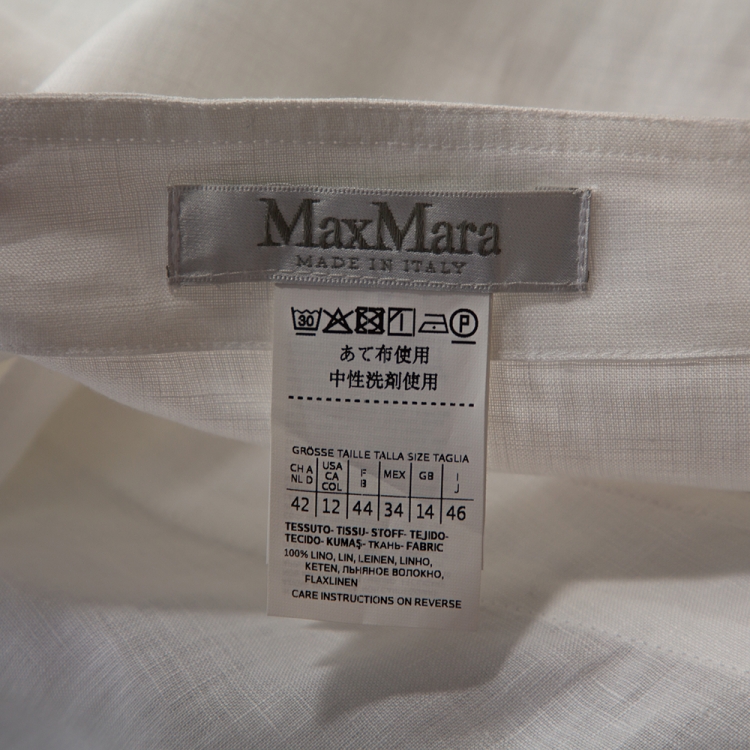 MaxMara
MADE IN ITALY
30 P
あて布使用
中性洗剤使用
GRÖSSE TAILLE TALLA SIZE TAGLIA
CH A NL D USA CA COL F B MEX GB I J
42 12 44 34 14 46
TESSUTO- TISSU- STOFF- TEJIDO-
TECIDO- KUMAŞ- ТКАНЬ- FABRIC
100% LINO, LIN, LEINEN, LINHO,
KETEN, ЛЬНЯНОЕ ВОЛОКНО,
FLAXLINEN
CARE INSTRUCTIONS ON REVERSE